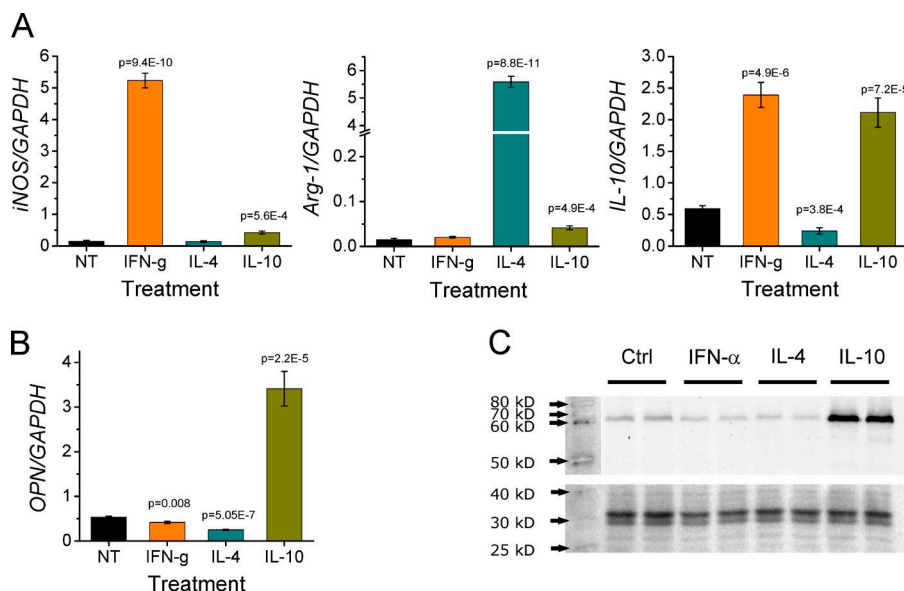 A
iNOS/GAPDH
6
5
4
3
2
1
0
p=9.4E-10
p=5.6E-4
NT IFN-g IL-4 IL-10
Treatment
Arg-1/GAPDH
6
5
4
0.2
0.1
0.0
p=8.8E-11
p=4.9E-4
NT IFN-g IL-4 IL-10
Treatment
IL-10/GAPDH
3.0
2.5
2.0
1.5
1.0
0.5
0.0
p=4.9E-6
p=3.8E-4
p=7.2E-5
NT IFN-g IL-4 IL-10
Treatment
B
OPN/GAPDH
4
3
2
1
0
p=0.008
p=5.05E-7
p=2.2E-5
NT IFN-g IL-4 IL-10
Treatment
C
Ctrl IFN-α IL-4 IL-10
80 kD
70 kD
60 kD
50 kD
40 kD
30 kD
25 kD